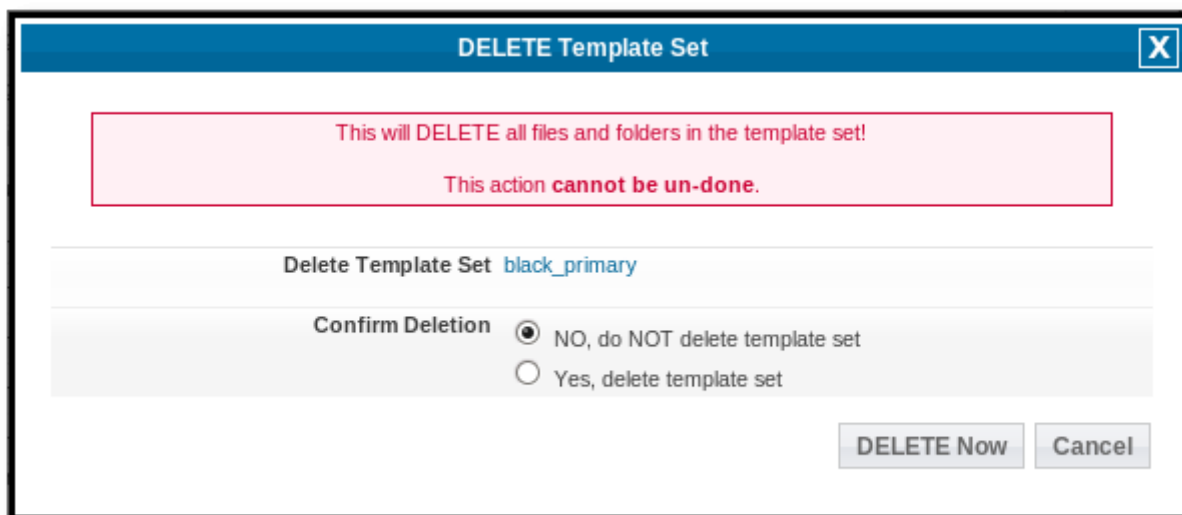 DELETE Template Set
X
This will DELETE all files and folders in the template set!
This action cannot be un-done.
Delete Template Set black_primary
Confirm Deletion NO, do NOT delete template set
Yes, delete template set
DELETE Now Cancel